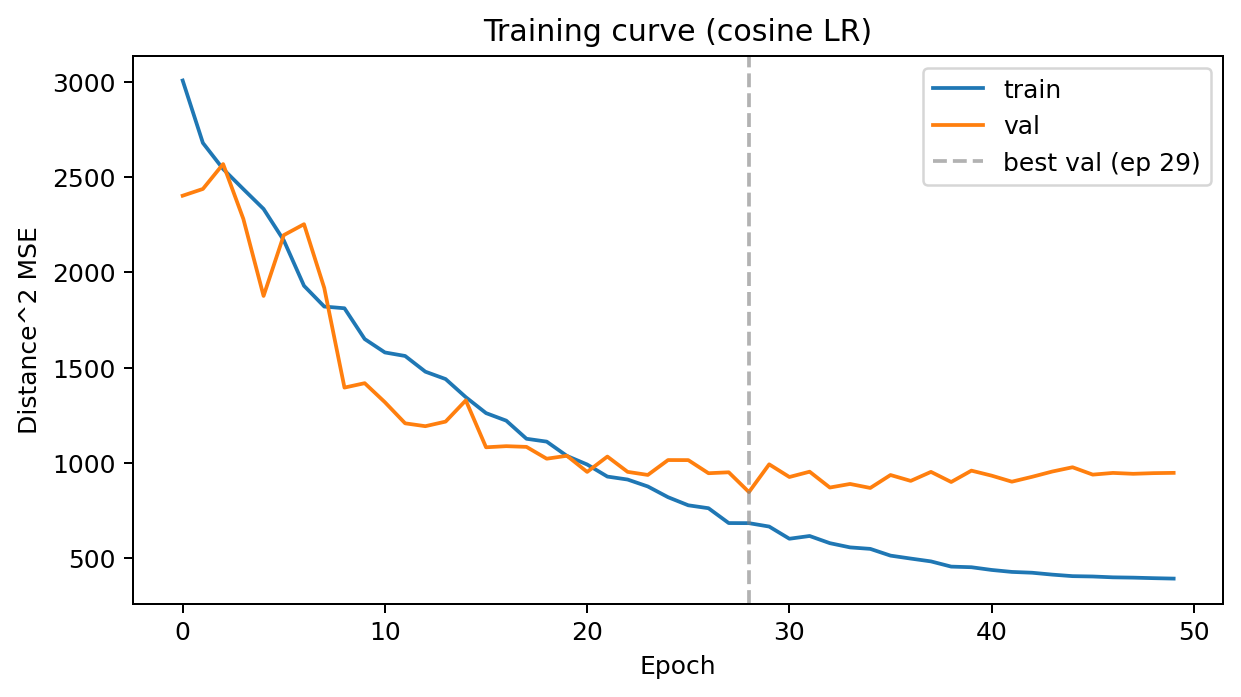 Training curve (cosine LR)
train
val
best val (ep 29)
Distance^2 MSE
3000
2500
2000
1500
1000
500
0
10
20
30
40
50
Epoch